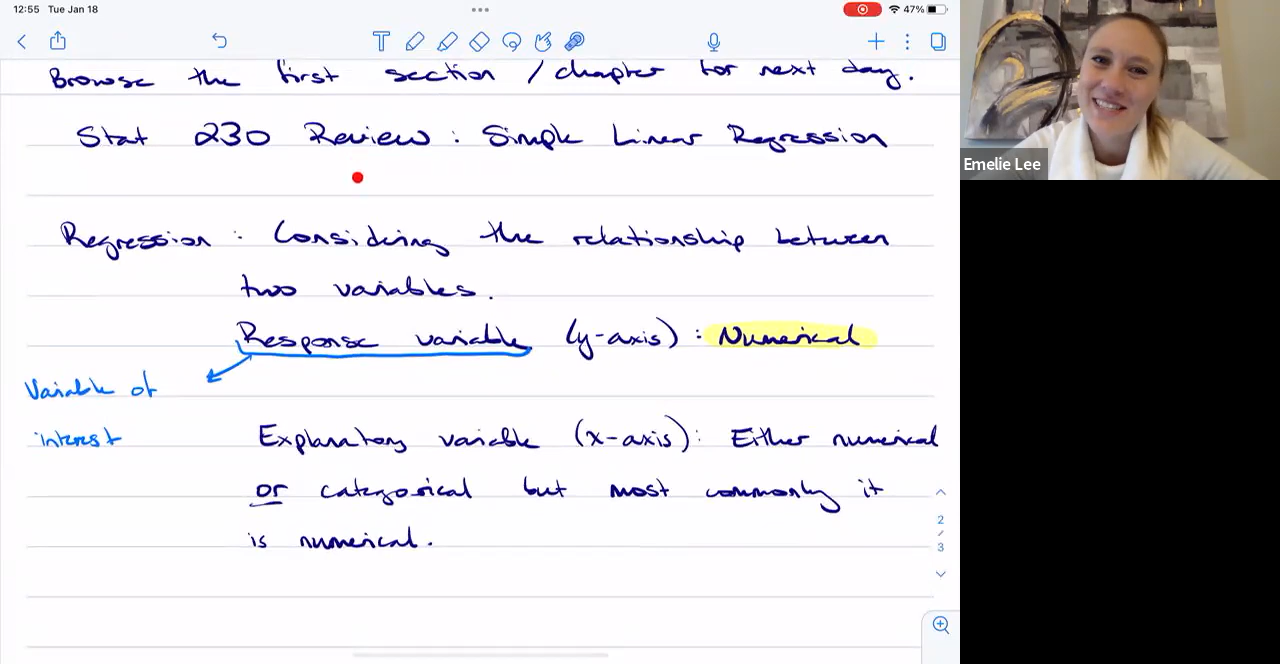 12:55 Tue Jan 18
47%
Browse the first section / chapter for next day.
Stat 230 Review : Simple Linear Regression
Emelie Lee
Regression : Considering the relationship between
two variables.
Response variable (y-axis) : Numerical
Variable of
interest
Explanatory variable (x-axis) : Either numerical
or categorical but most commonly it
is numerical.
2
/
3